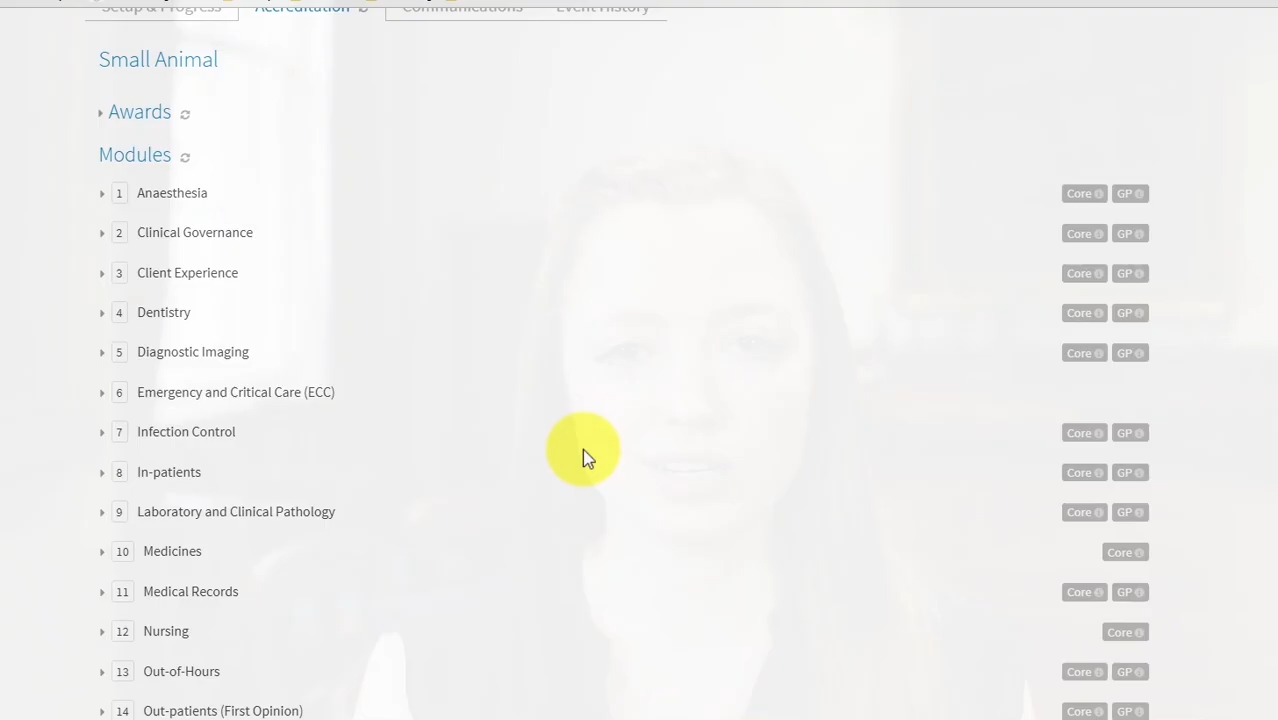 Setup & Progress Accreditation Communications Event History
Small Animal
Awards
Modules
1 Anaesthesia Core GP
2 Clinical Governance Core GP
3 Client Experience Core GP
4 Dentistry Core GP
5 Diagnostic Imaging Core GP
6 Emergency and Critical Care (ECC)
7 Infection Control Core GP
8 In-patients Core GP
9 Laboratory and Clinical Pathology Core GP
10 Medicines Core
11 Medical Records Core GP
12 Nursing Core
13 Out-of-Hours Core GP
14 Out-patients (First Opinion) Core GP